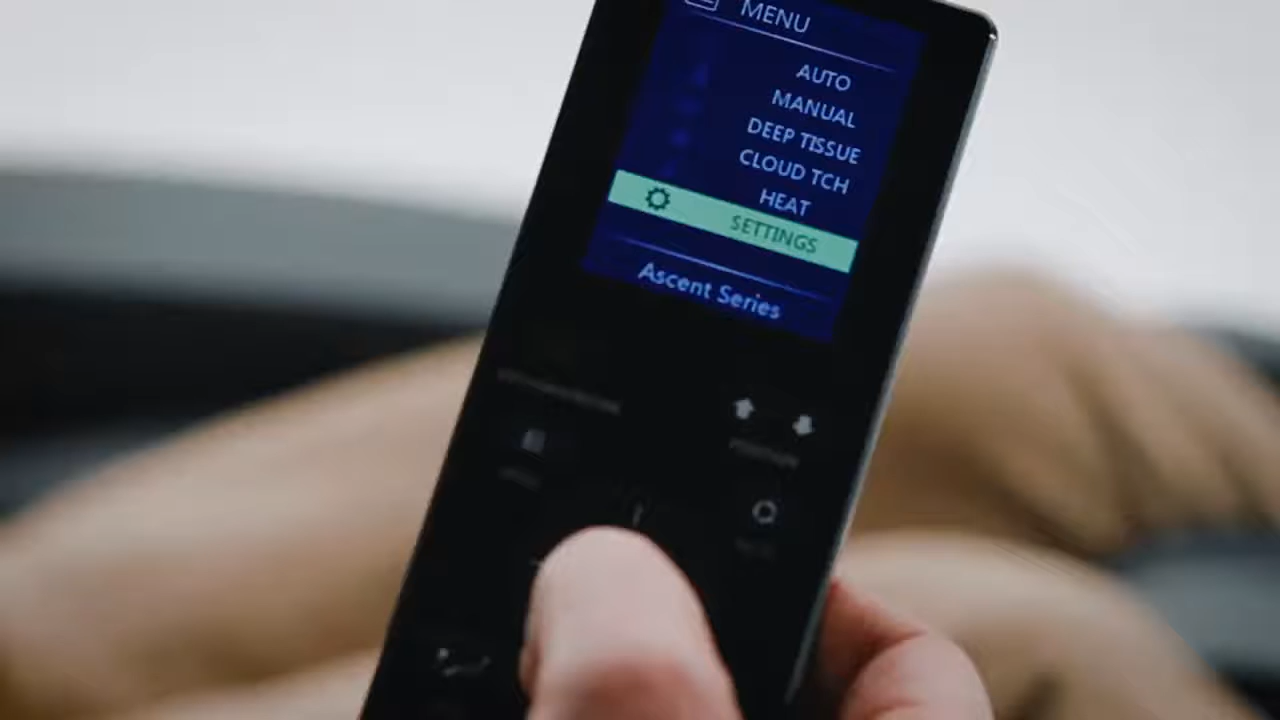 MENU
AUTO
MANUAL
DEEP TISSUE
CLOUD TCH
HEAT
SETTINGS
Ascent Series